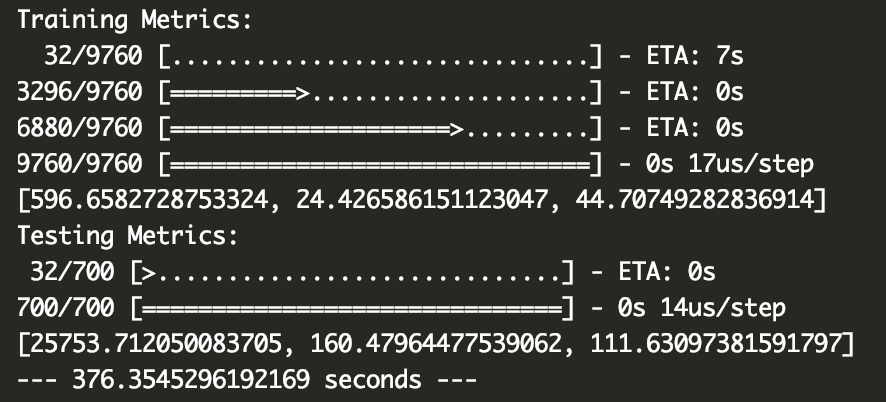 Training Metrics:
32/9760 [..............................] - ETA: 7s
3296/9760 [=========>....................] - ETA: 0s
6880/9760 [====================>.........] - ETA: 0s
9760/9760 [==============================] - 0s 17us/step
[596.6582728753324, 24.426586151123047, 44.70749282836914]
Testing Metrics:
32/700 [>.............................] - ETA: 0s
700/700 [==============================] - 0s 14us/step
[25753.712050083705, 160.47964477539062, 111.63097381591797]
--- 376.3545296192169 seconds ---